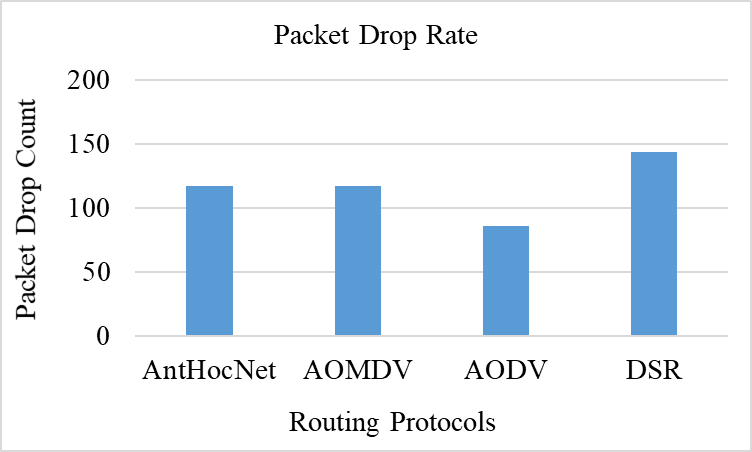 Packet Drop Rate
200
150
100
50
0
Packet Drop Count
AntHocNet AOMDV AODV DSR
Routing Protocols